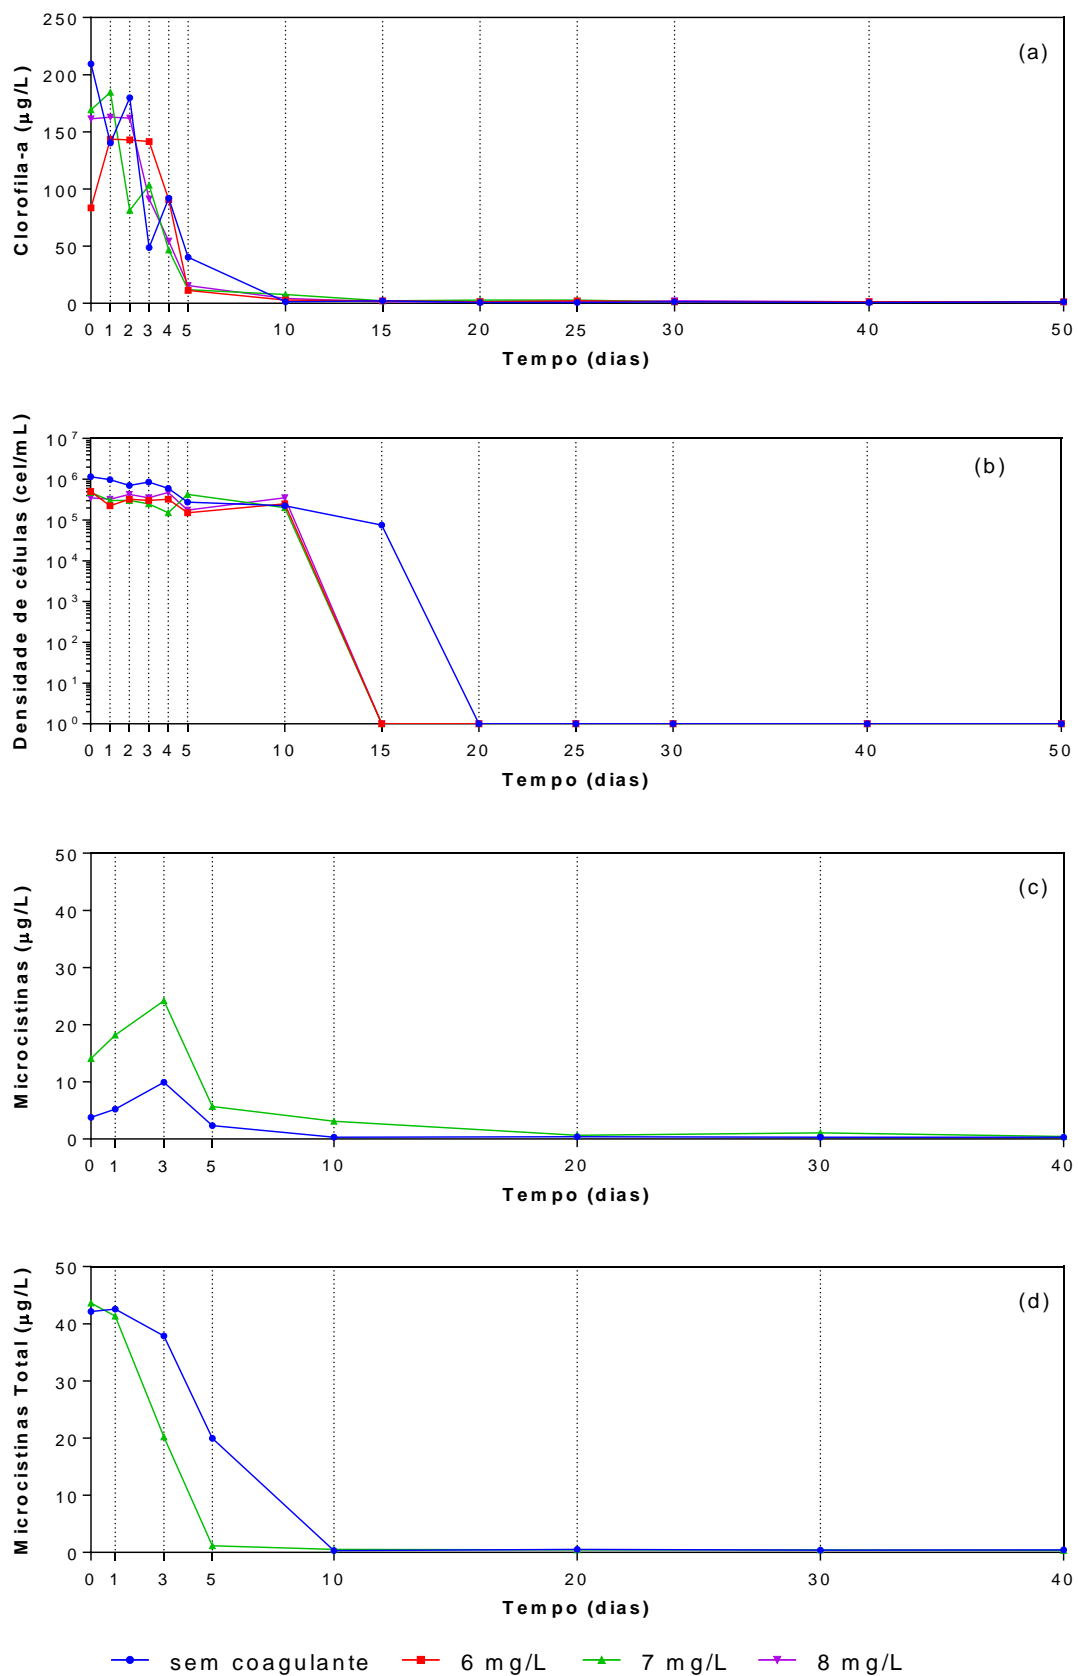 (a)
Clorofila-a (µg/L)
250
200
150
100
50
0
0 1 2 3 4 5 10 15 20 25 30 40 50
Tempo (dias)
(b)
Densidade de células (cel/mL)
10⁷
10⁶
10⁵
10⁴
10³
10²
10¹
10⁰
0 1 2 3 4 5 10 15 20 25 30 40 50
Tempo (dias)
(c)
Microcistinas (µg/L)
50
40
30
20
10
0
0 1 3 5 10 20 30 40
Tempo (dias)
(d)
Microcistinas Total (µg/L)
50
40
30
20
10
0
0 1 3 5 10 20 30 40
Tempo (dias)
sem coagulante 6 mg/L 7 mg/L 8 mg/L